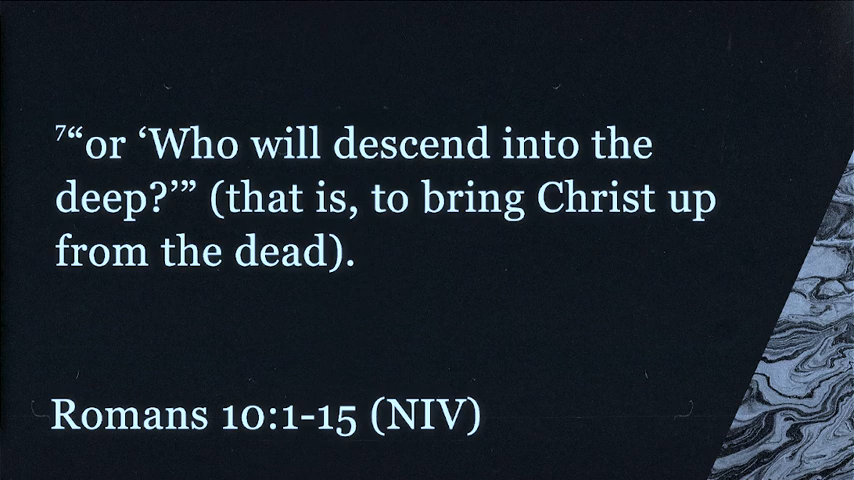 ⁷“or ‘Who will descend into the
deep?’” (that is, to bring Christ up
from the dead).
Romans 10:1-15 (NIV)